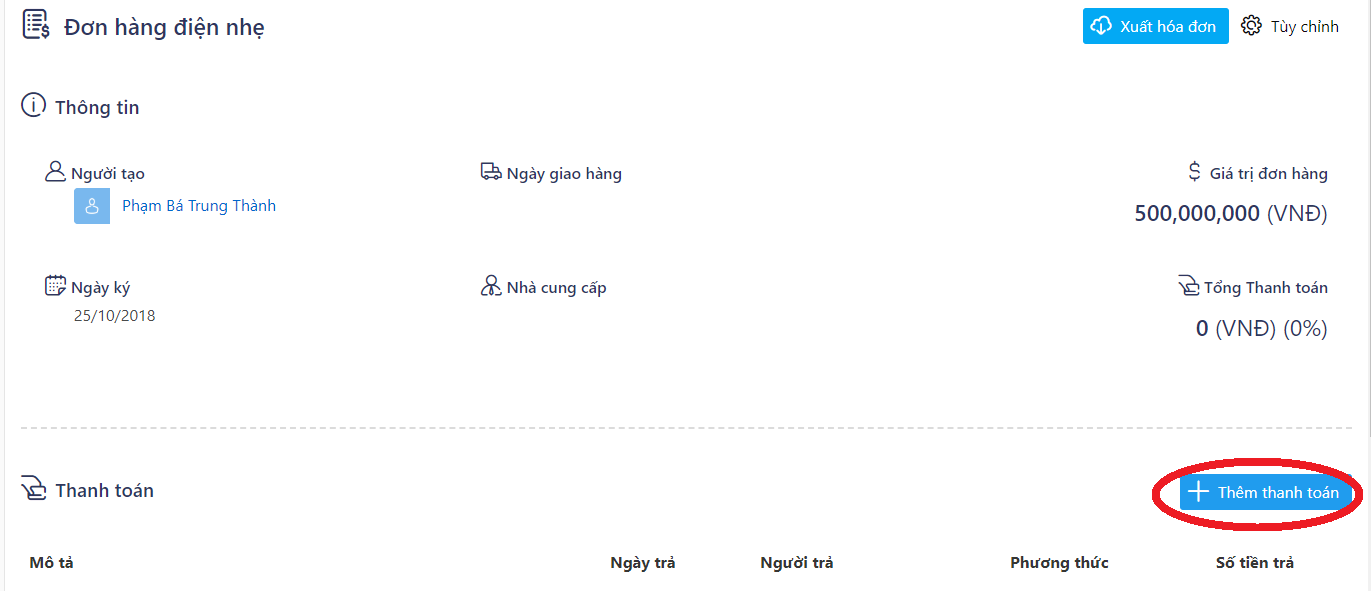 Đơn hàng điện nhẹ
Xuất hóa đơn
Tùy chỉnh
Thông tin
Người tạo
Ngày giao hàng
Giá trị đơn hàng
Phạm Bá Trung Thành
500,000,000 (VNĐ)
Ngày ký
Nhà cung cấp
Tổng Thanh toán
25/10/2018
0 (VNĐ) (0%)
Thanh toán
Thêm thanh toán
Mô tả
Ngày trả
Người trả
Phương thức
Số tiền trả